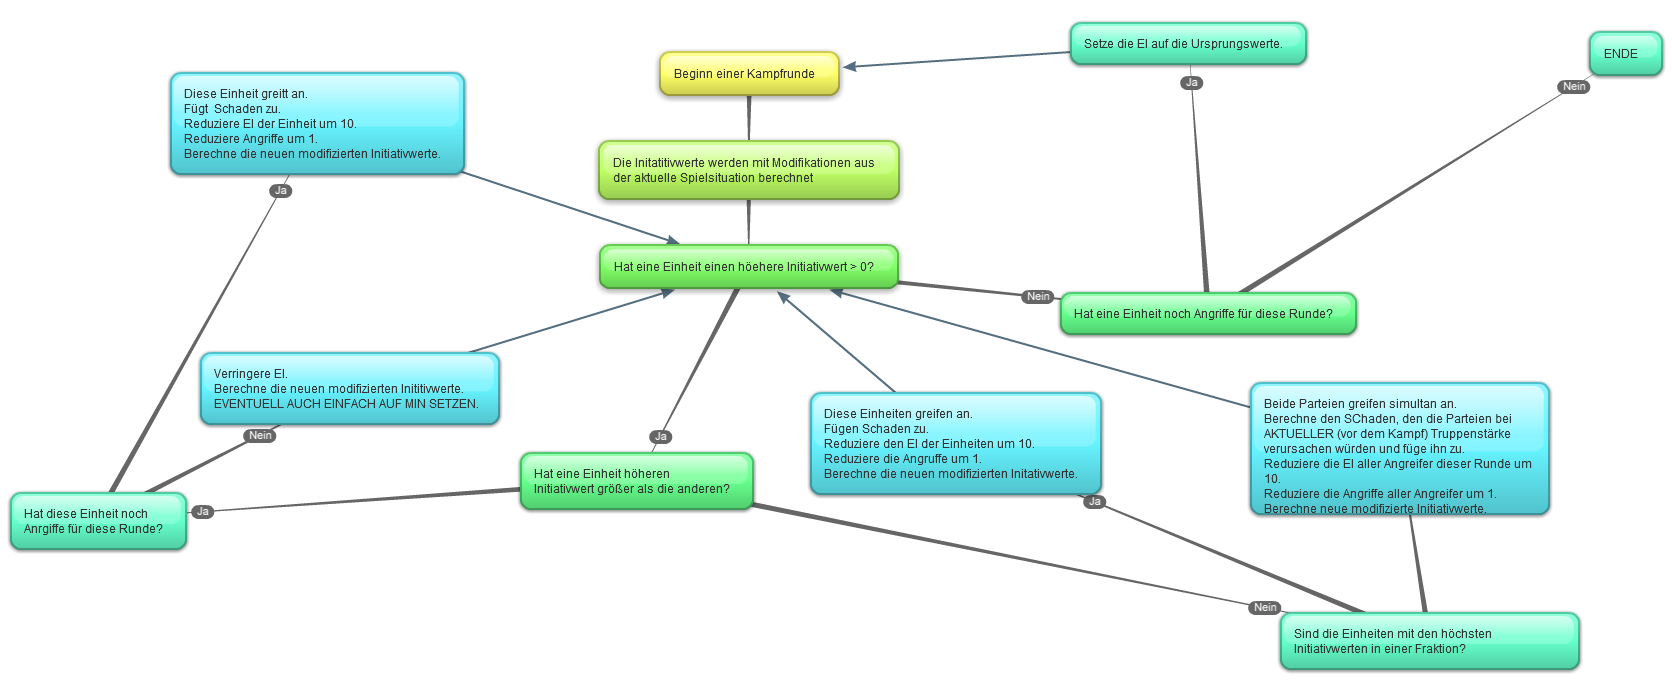 Setze die EI auf die Ursprungswerte.
ENDE
Beginn einer Kampfrunde
Ja
Nein
Diese Einheit greitt an.
Fügt  Schaden zu.
Reduziere EI der Einheit um 10.
Reduziere Angriffe um 1.
Berechne die neuen modifizierten Initiativwerte.
Die Initatitivwerte werden mit Modifikationen aus
der aktuelle Spielsituation berechnet
Ja
Hat eine Einheit einen höehere Initiativwert > 0?
Nein
Hat eine Einheit noch Angriffe für diese Runde?
Verringere EI.
Berechne die neuen modifizierten Inititivwerte.
EVENTUELL AUCH EINFACH AUF MIN SETZEN.
Diese Einheiten greifen an.
Fügen Schaden zu.
Reduziere den EI der Einheiten um 10.
Reduziere die Angruffe um 1.
Berechne die neuen modifizierten Initativwerte.
Beide Parteien greifen simultan an.
Berechne den SChaden, den die Parteien bei
AKTUELLER (vor dem Kampf) Truppenstärke
verursachen würden und füge ihn zu.
Reduziere die EI aller Angreifer dieser Runde um
10.
Reduziere die Angriffe aller Angreifer um 1.
Berechne neue modifizierte Initiativwerte.
Nein
Ja
Hat eine Einheit höheren
Initiativwert größer als die anderen?
Ja
Ja
Hat diese Einheit noch
Anrgiffe für diese Runde?
Nein
Sind die Einheiten mit den höchsten
Initiativwerten in einer Fraktion?